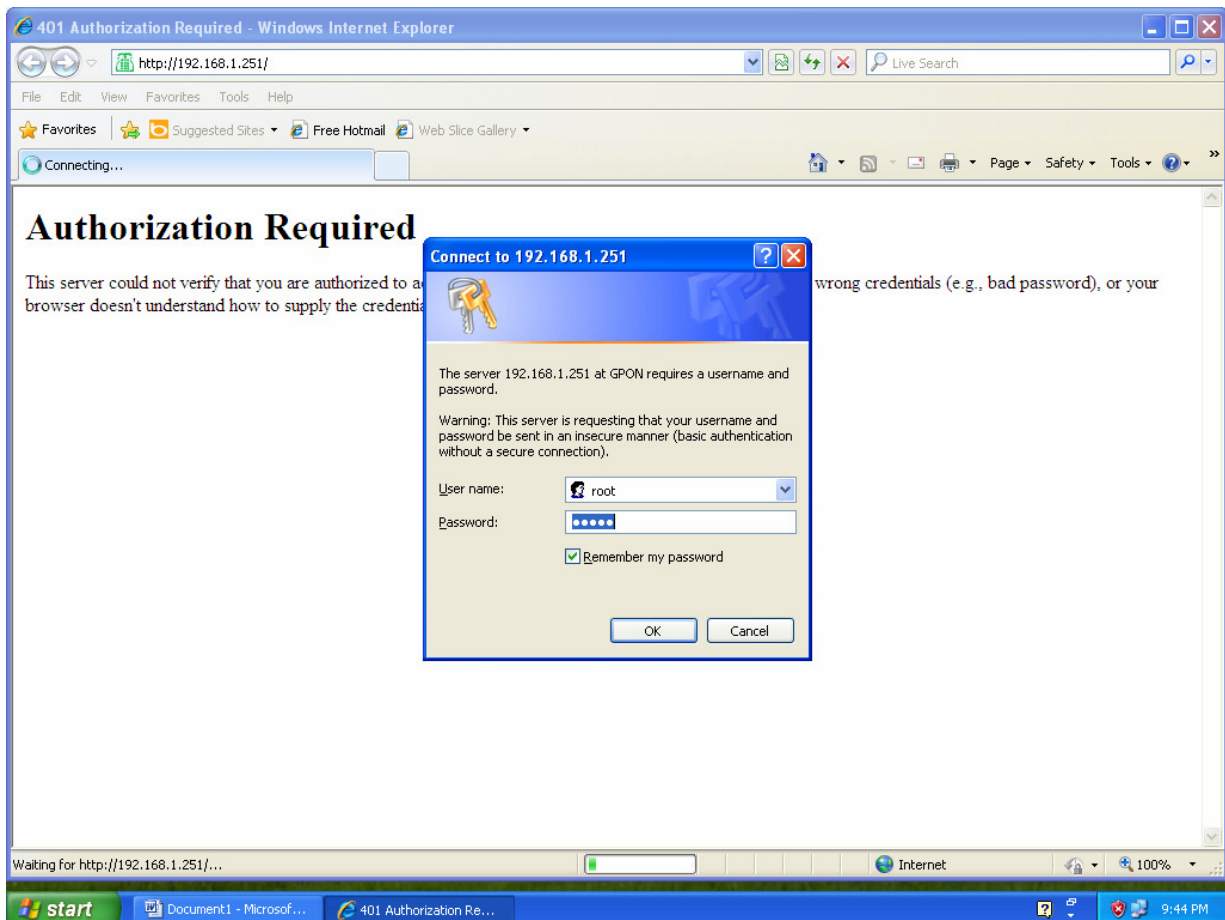 401 Authorization Required - Windows Internet Explorer
http://192.168.1.251/
Live Search
File Edit View Favorites Tools Help
Favorites Suggested Sites Free Hotmail Web Slice Gallery
Connecting...
Page Safety Tools
Authorization Required
This server could not verify that you are authorized to a
wrong credentials (e.g., bad password), or your
browser doesn't understand how to supply the credentia
Connect to 192.168.1.251
The server 192.168.1.251 at GPON requires a username and
password.
Warning: This server is requesting that your username and
password be sent in an insecure manner (basic authentication
without a secure connection).
User name: root
Password:
Remember my password
OK Cancel
Waiting for http://192.168.1.251/... Internet 100%
start Document1 - Microsof... 401 Authorization Re... 9:44 PM